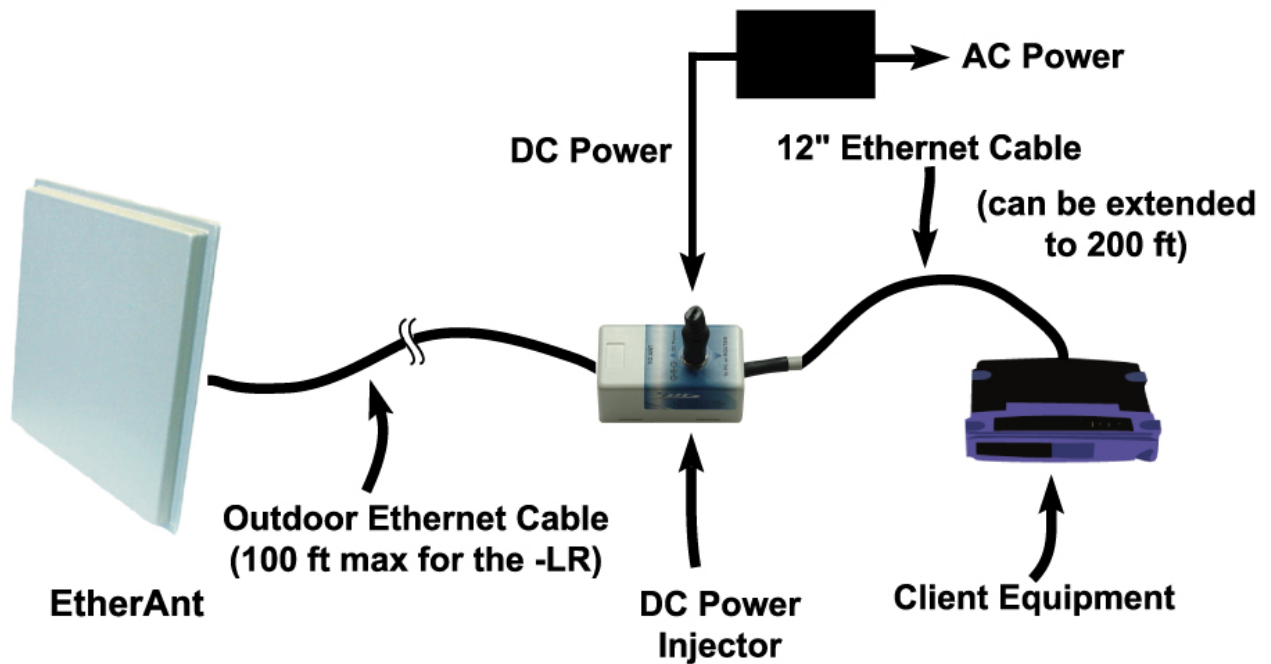 AC Power
DC Power
12" Ethernet Cable
(can be extended
to 200 ft)
Outdoor Ethernet Cable
(100 ft max for the -LR)
EtherAnt
DC Power
Injector
Client Equipment